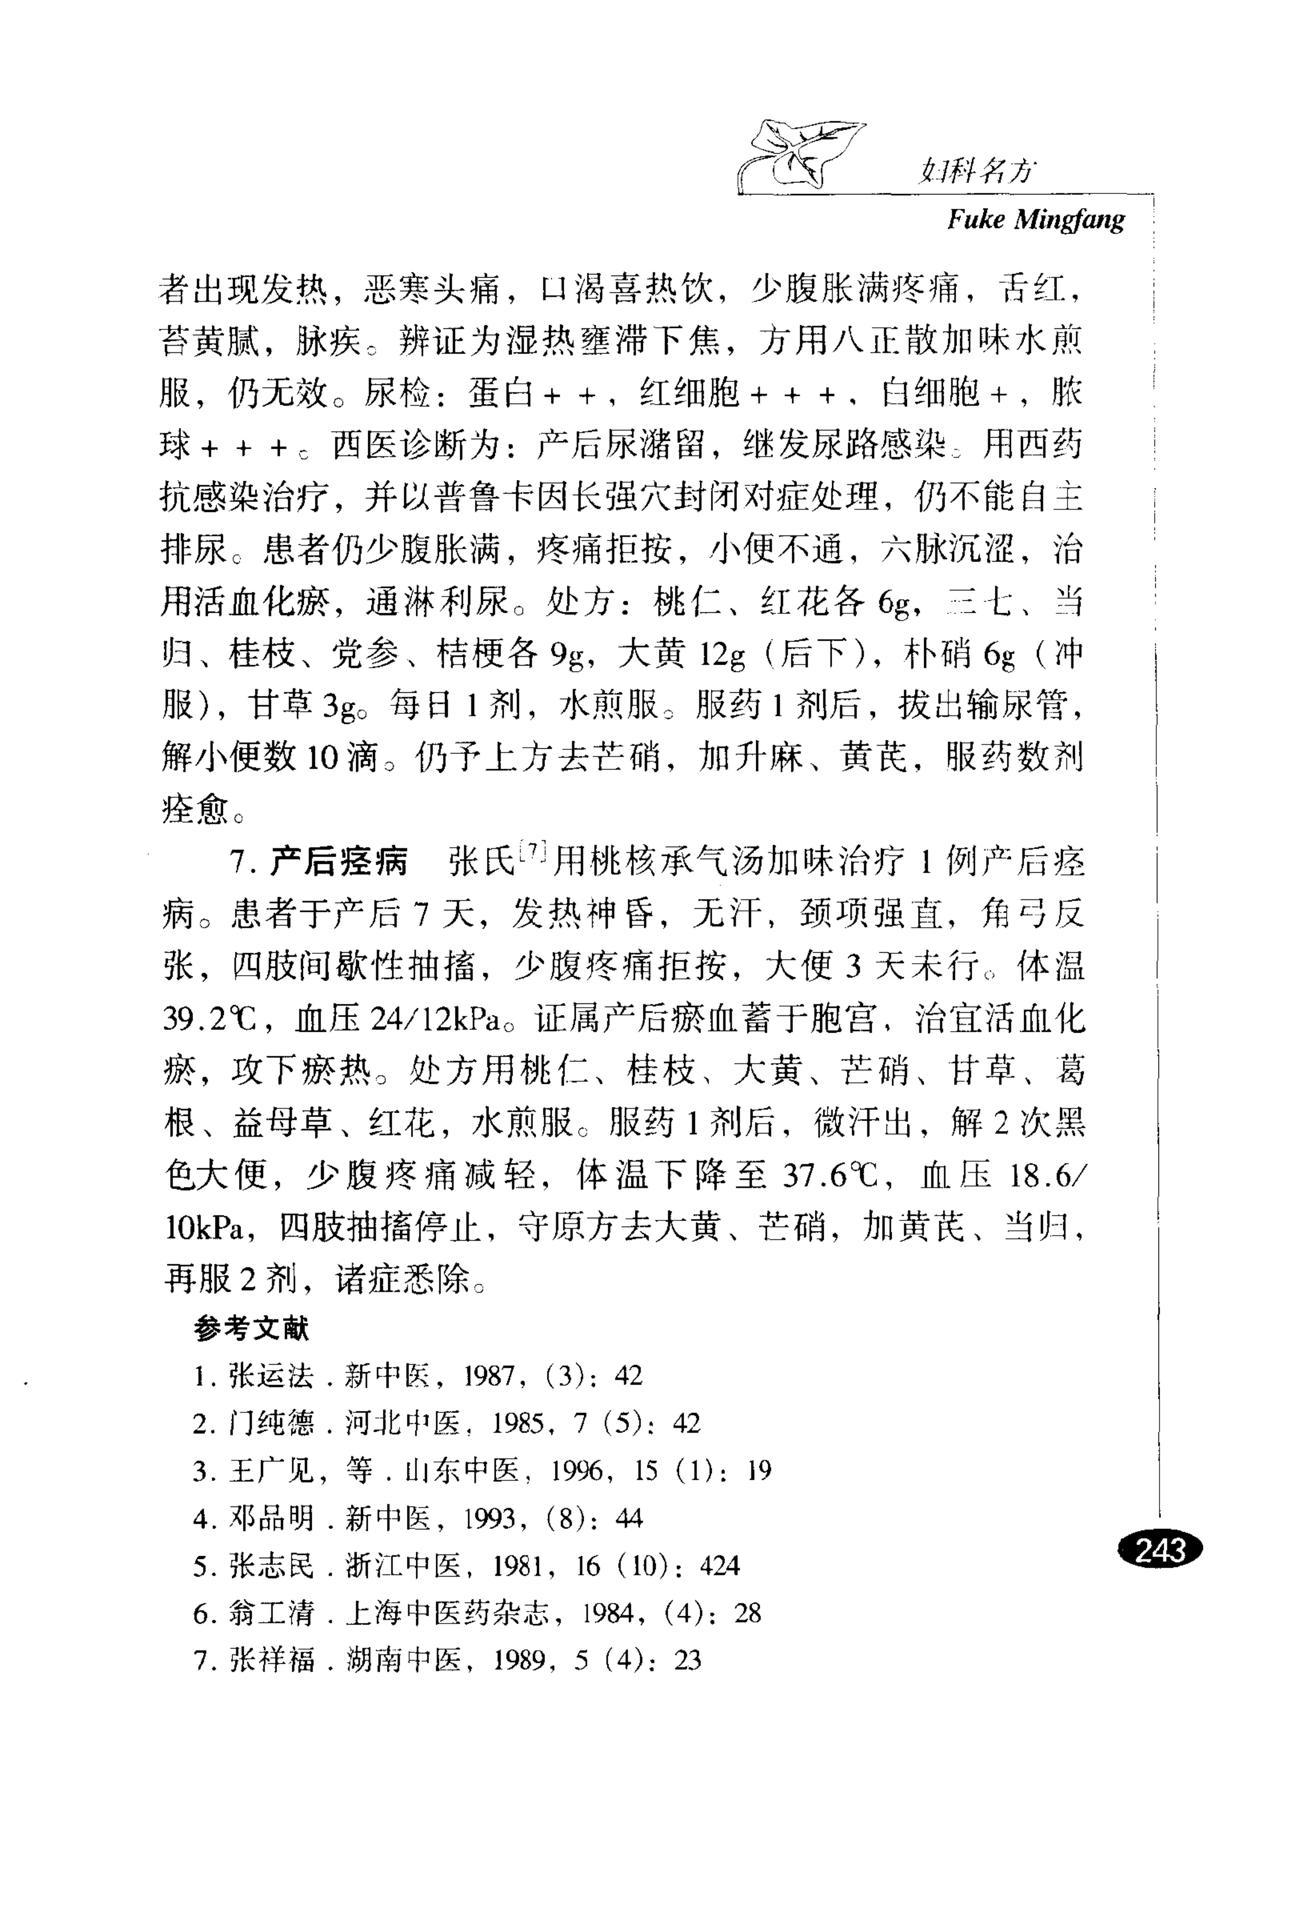 妇科名方
Fuke Mingfang
者出现发热，恶寒头痛，口渴喜热饮，少腹胀满疼痛，舌红，
苔黄腻，脉疾。辨证为湿热壅滞下焦，方用八正散加味水煎
服，仍无效。尿检：蛋白＋＋，红细胞＋＋＋，白细胞＋，脓
球＋＋＋。西医诊断为：产后尿潴留，继发尿路感染。用西药
抗感染治疗，并以普鲁卡因长强穴封闭对症处理，仍不能自主
排尿。患者仍少腹胀满，疼痛拒按，小便不通，六脉沉涩，治
用活血化瘀，通淋利尿。处方：桃仁、红花各 6g，三七、当
归、桂枝、党参、桔梗各 9g，大黄 12g（后下），朴硝 6g（冲
服），甘草 3g。每日 1 剂，水煎服。服药 1 剂后，拔出输尿管，
解小便数 10 滴。仍予上方去芒硝，加升麻、黄芪，服药数剂
痊愈。
7. 产后痉病　张氏[7]用桃核承气汤加味治疗 1 例产后痉
病。患者于产后 7 天，发热神昏，无汗，颈项强直，角弓反
张，四肢间歇性抽搐，少腹疼痛拒按，大便 3 天未行。体温
39.2℃，血压 24/12kPa。证属产后瘀血蓄于胞宫，治宜活血化
瘀，攻下瘀热。处方用桃仁、桂枝、大黄、芒硝、甘草、葛
根、益母草、红花，水煎服。服药 1 剂后，微汗出，解 2 次黑
色大便，少腹疼痛减轻，体温下降至 37.6℃，血压 18.6/
10kPa，四肢抽搐停止，守原方去大黄、芒硝，加黄芪、当归，
再服 2 剂，诸症悉除。
参考文献
1. 张运法．新中医，1987，(3)：42
2. 门纯德．河北中医，1985，7 (5)：42
3. 王广见，等．山东中医，1996，15 (1)：19
4. 邓品明．新中医，1993，(8)：44
5. 张志民．浙江中医，1981，16 (10)：424
6. 翁工清．上海中医药杂志，1984，(4)：28
7. 张祥福．湖南中医，1989，5 (4)：23
243